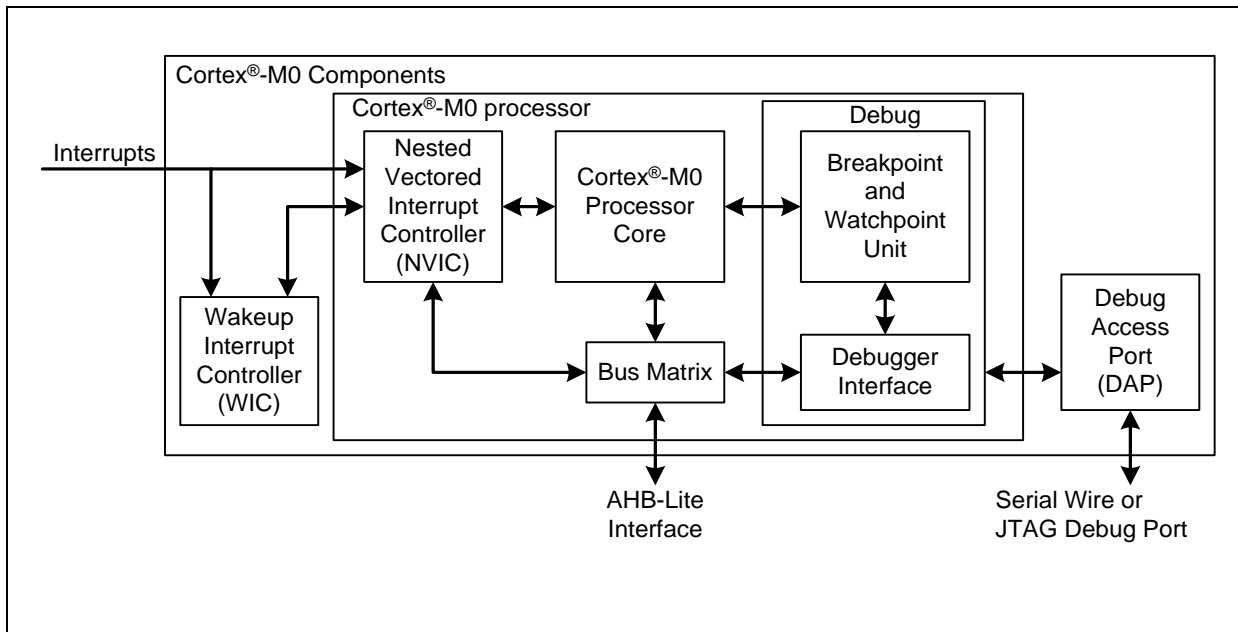 Cortex®-M0 Components
Cortex®-M0 processor
Debug
Interrupts
Nested
Vectored
Interrupt
Controller
(NVIC)
Cortex®-M0
Processor
Core
Breakpoint
and
Watchpoint
Unit
Wakeup
Interrupt
Controller
(WIC)
Bus Matrix
Debugger
Interface
Debug
Access
Port
(DAP)
AHB-Lite
Interface
Serial Wire or
JTAG Debug Port